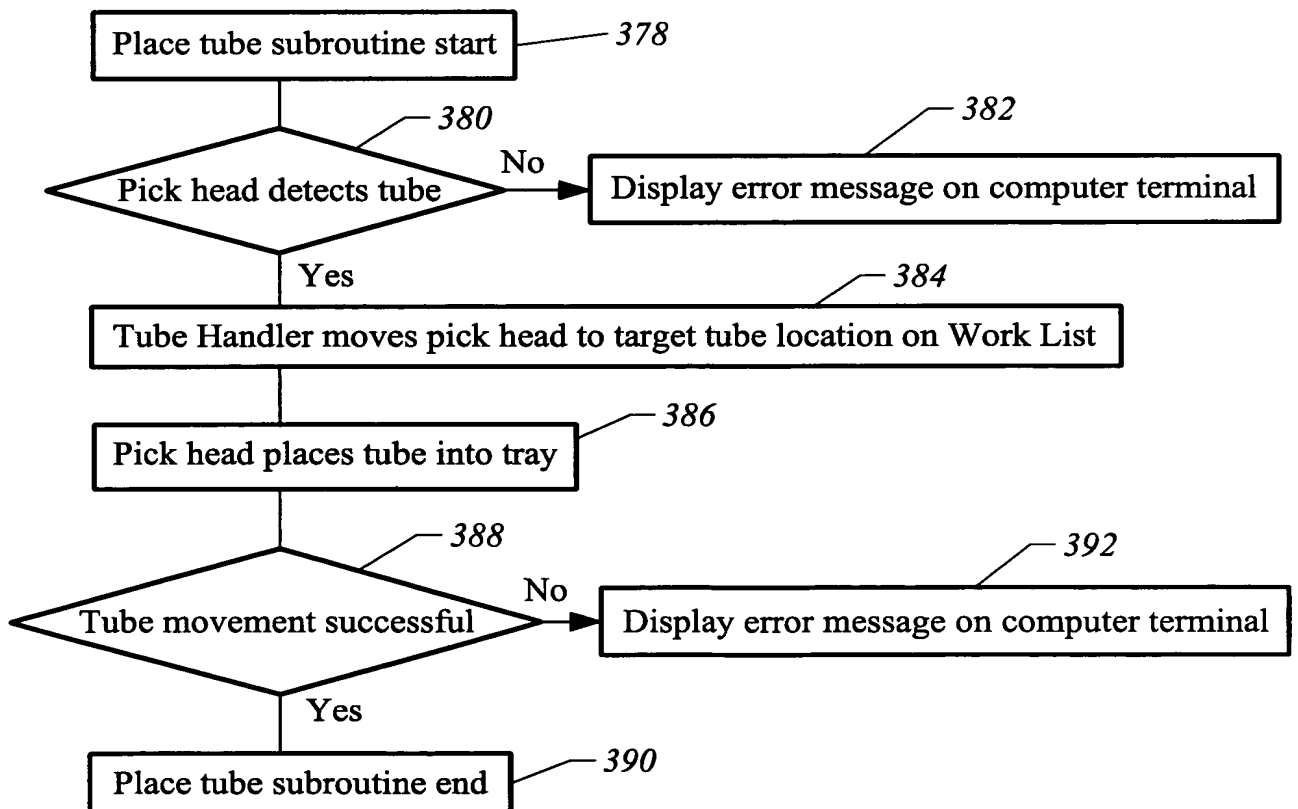 Place tube subroutine start
378
380
382
Pick head detects tube
No
Display error message on computer terminal
Yes
384
Tube Handler moves pick head to target tube location on Work List
386
Pick head places tube into tray
388
392
Tube movement successful
No
Display error message on computer terminal
Yes
390
Place tube subroutine end